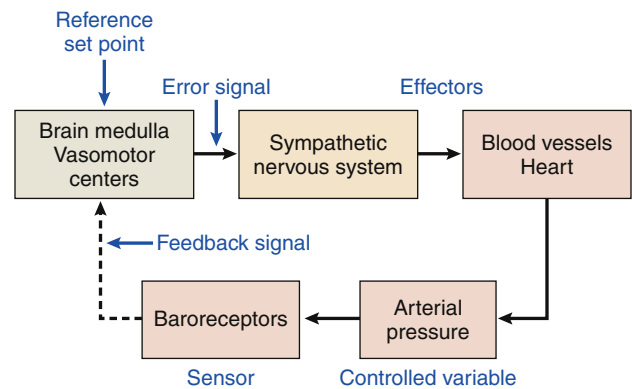 Reference
set point
Error signal
Effectors
Brain medulla
Vasomotor
centers
Sympathetic
nervous system
Blood vessels
Heart
Feedback signal
Baroreceptors
Arterial
pressure
Sensor
Controlled variable